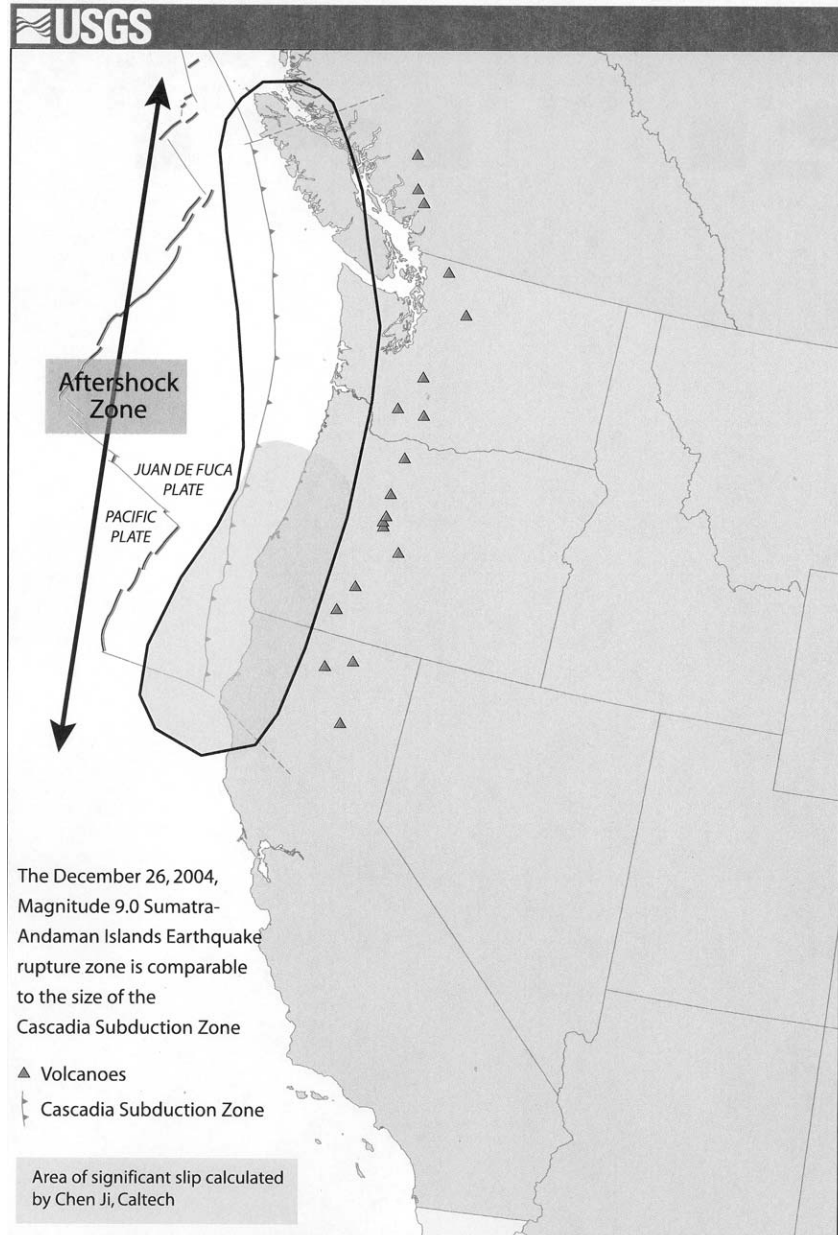 USGS
Aftershock
Zone
JUAN DE FUCA
PLATE
PACIFIC
PLATE
The December 26, 2004,
Magnitude 9.0 Sumatra-
Andaman Islands Earthquake
rupture zone is comparable
to the size of the
Cascadia Subduction Zone
Volcanoes
Cascadia Subduction Zone
Area of significant slip calculated
by Chen Ji, Caltech